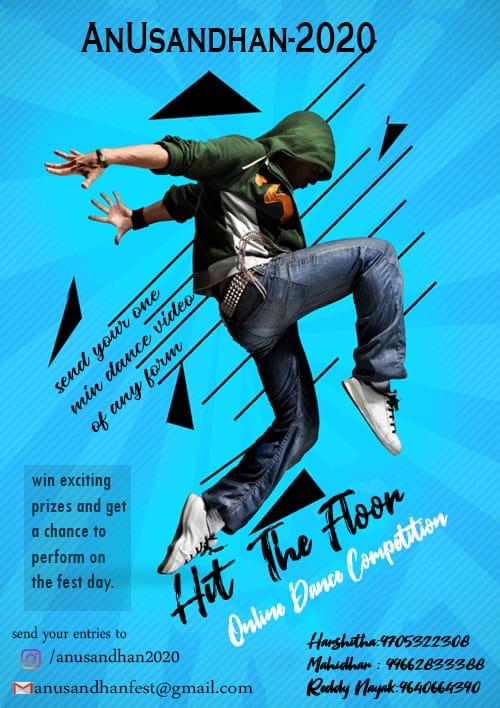 AnUsandhan-2020
send your one
min dance video
of any form
win exciting
prizes and get
a chance to
perform on
the fest day.
Hit The Floor
Online Dance Competition
send your entries to
/anusandhan2020
anusandhanfest@gmail.com
Harshitha:9705322308
Mahidhar : 99662833388
Reddy Nayak:9640664390